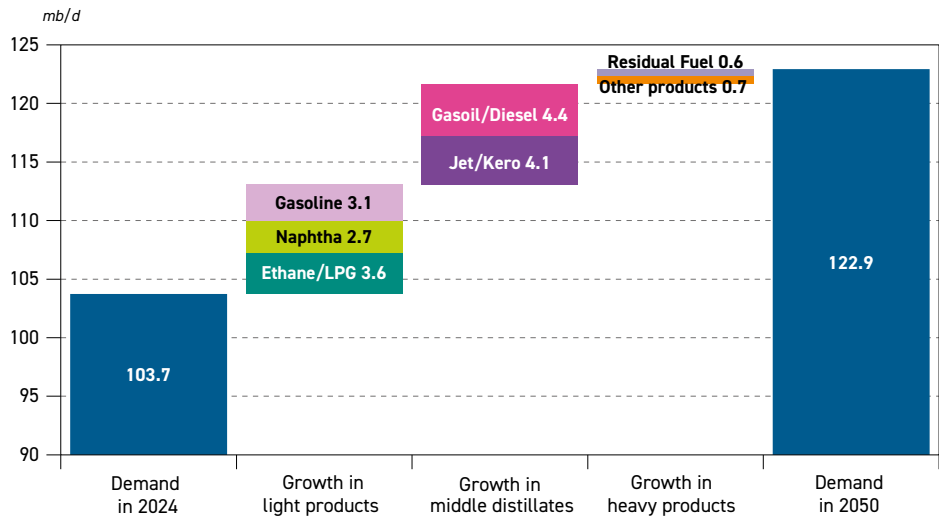 mb/d
125
120
115
110
105
100
95
90
103.7
Gasoline 3.1
Naphtha 2.7
Ethane/LPG 3.6
Gasoil/Diesel 4.4
Jet/Kero 4.1
Residual Fuel 0.6
Other products 0.7
122.9
Demand
in 2024
Growth in
light products
Growth in
middle distillates
Growth in
heavy products
Demand
in 2050